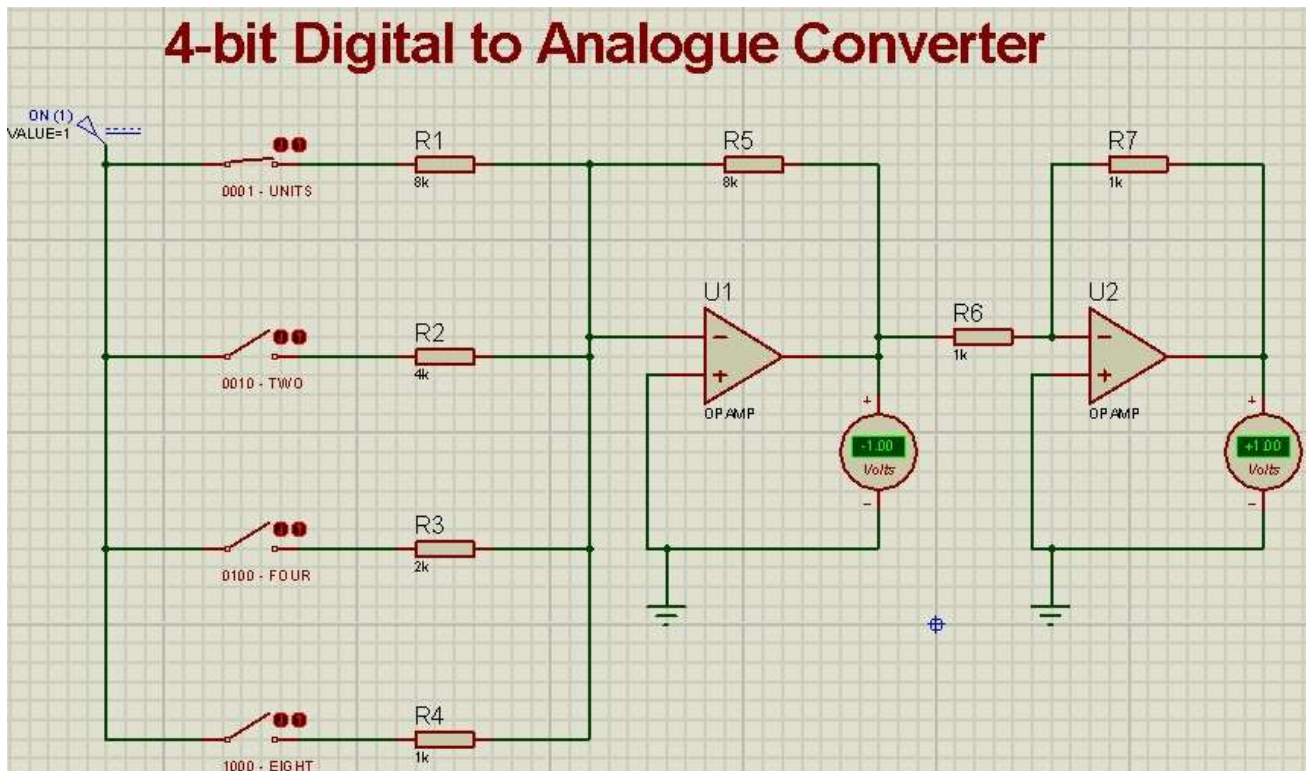 4-bit Digital to Analogue Converter
ON (1)
VALUE=1
R1
8k
0001 - UNITS
R5
8k
R7
1k
R2
4k
0010 - TWO
U1
OPAMP
R6
1k
U2
OPAMP
-1.00
Volts
+1.00
Volts
R3
2k
0100 - FOUR
R4
1k
1000 - EIGHT